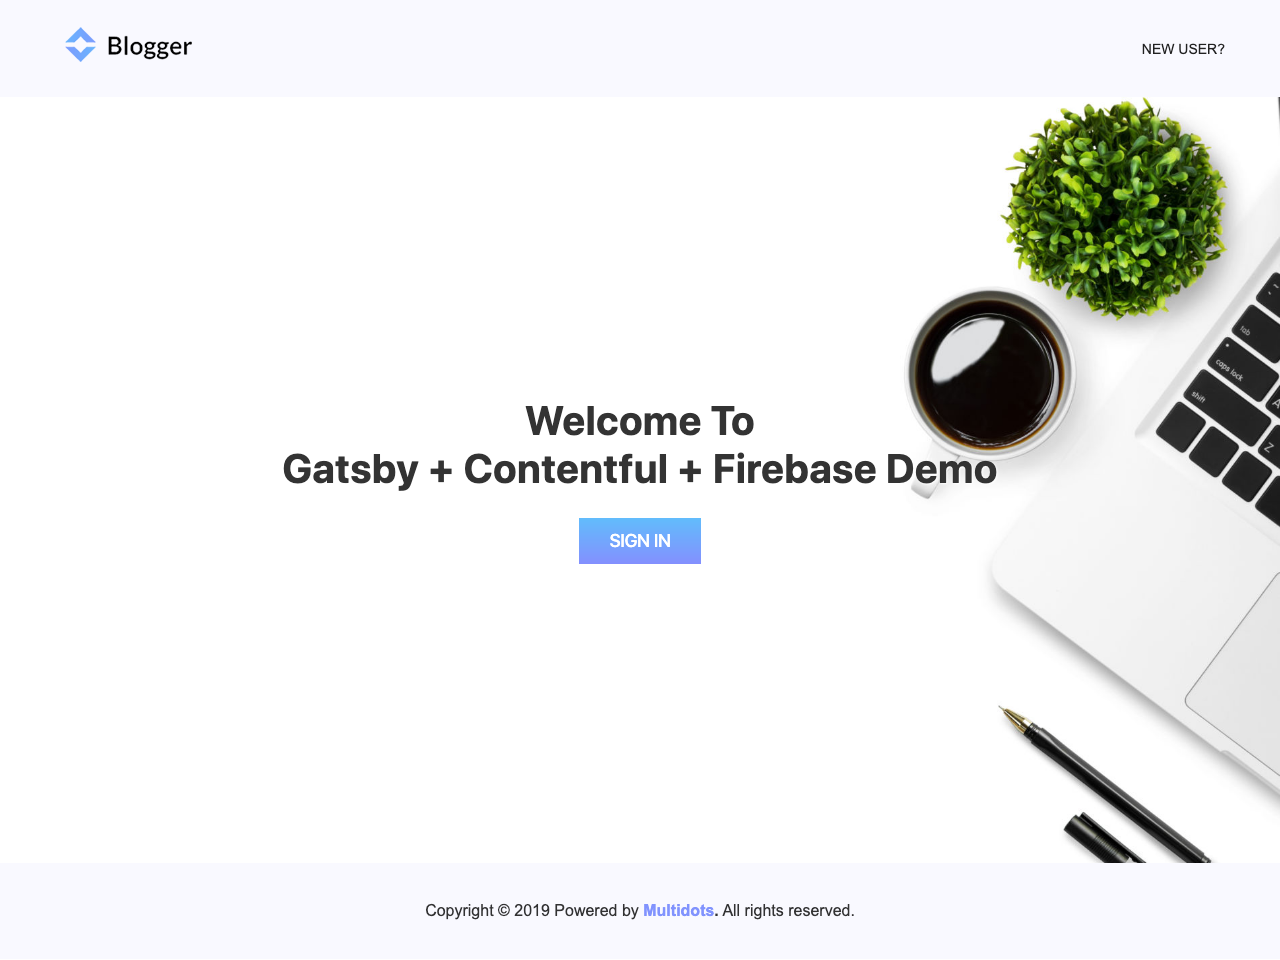 Blogger
NEW USER?
tab
caps lock
shift
A
Z
Welcome To
Gatsby + Contentful + Firebase Demo
SIGN IN
Copyright © 2019 Powered by Multidots. All rights reserved.